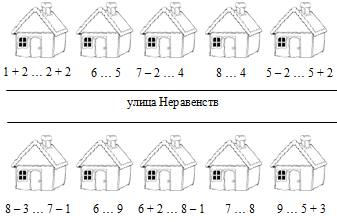 1 + 2 … 2 + 2 6 … 5 7 – 2 … 4 8 … 4 5 – 2 … 5 + 2
улица Неравенств
8 – 3 … 7 – 1 6 … 9 6 + 2 … 8 – 1 7 … 8 9 … 5 + 3